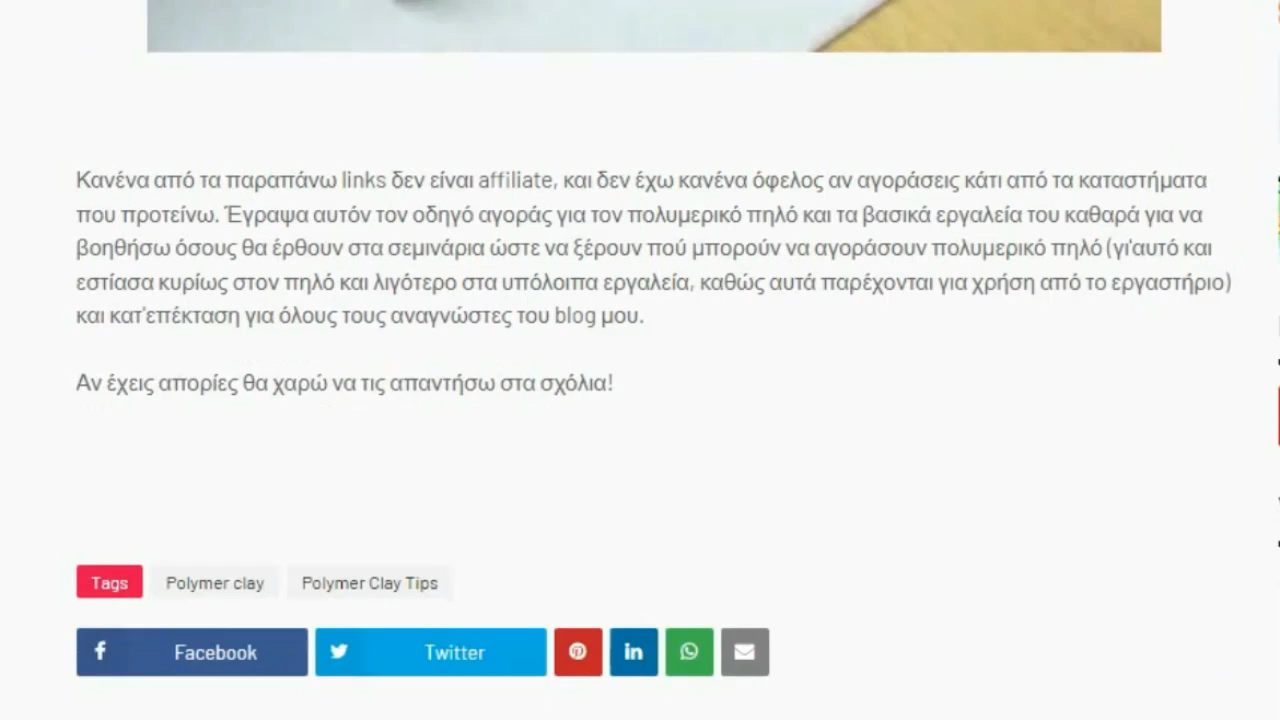 Κανένα από τα παραπάνω links δεν είναι affiliate, και δεν έχω κανένα όφελος αν αγοράσεις κάτι από τα καταστήματα
που προτείνω. Έγραψα αυτόν τον οδηγό αγοράς για τον πολυμερικό πηλό και τα βασικά εργαλεία του καθαρά για να
βοηθήσω όσους θα έρθουν στα σεμινάρια ώστε να ξέρουν πού μπορούν να αγοράσουν πολυμερικό πηλό (γι'αυτό και
εστίασα κυρίως στον πηλό και λιγότερο στα υπόλοιπα εργαλεία, καθώς αυτά παρέχονται για χρήση από το εργαστήριο)
και κατ'επέκταση για όλους τους αναγνώστες του blog μου.
Αν έχεις απορίες θα χαρώ να τις απαντήσω στα σχόλια!
Tags Polymer clay Polymer Clay Tips
Facebook Twitter